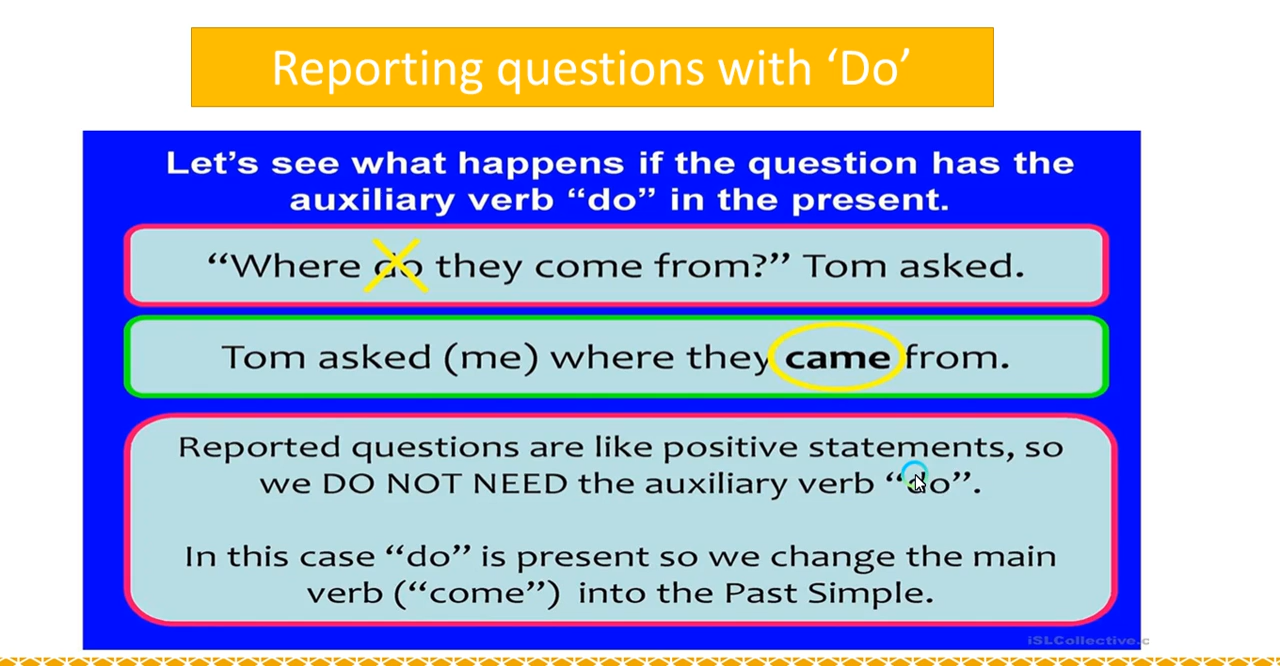 Reporting questions with ‘Do’
Let’s see what happens if the question has the
auxiliary verb “do” in the present.
“Where do they come from?” Tom asked.
Tom asked (me) where they came from.
Reported questions are like positive statements, so
we DO NOT NEED the auxiliary verb “do”.
In this case “do” is present so we change the main
verb (“come”) into the Past Simple.
iSLCollective.c